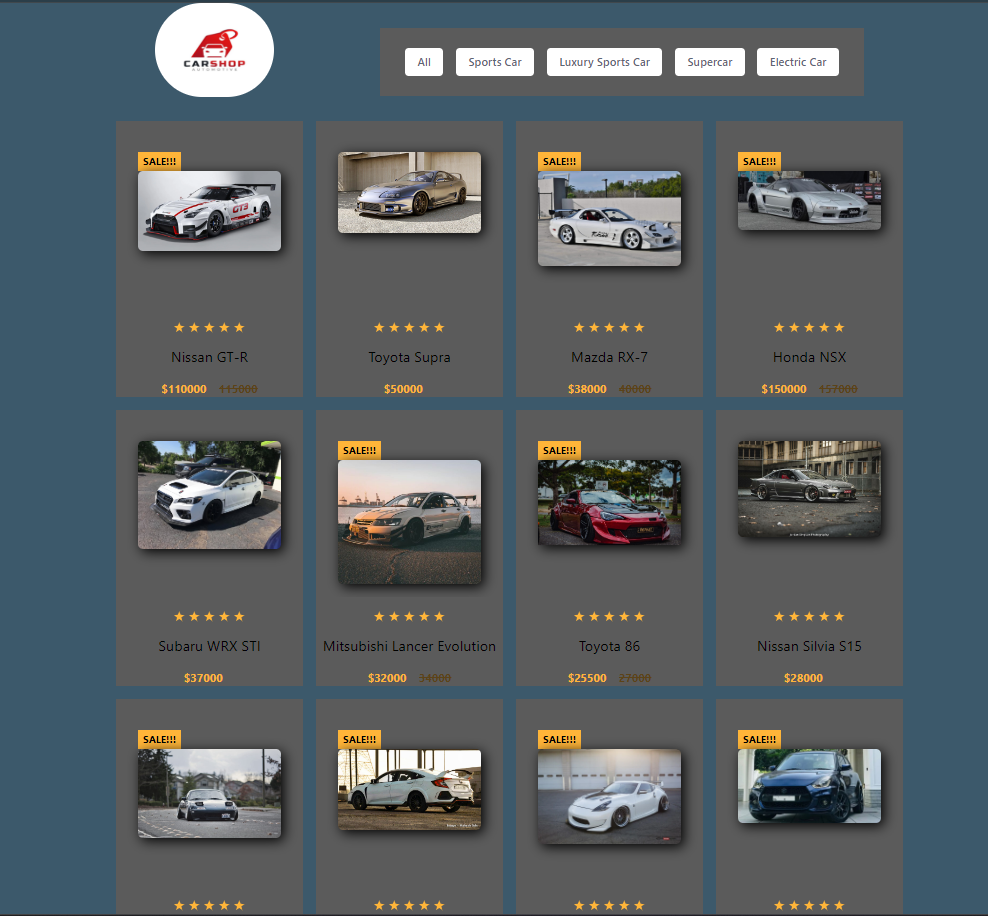 CARSHOP
AUTOMOTIVE
All
Sports Car
Luxury Sports Car
Supercar
Electric Car
SALE!!!
SALE!!!
SALE!!!
GT3
★ ★ ★ ★ ★
★ ★ ★ ★ ★
★ ★ ★ ★ ★
★ ★ ★ ★ ★
Nissan GT-R
Toyota Supra
Mazda RX-7
Honda NSX
$110000 115000
$50000
$38000 40000
$150000 157000
SALE!!!
SALE!!!
★ ★ ★ ★ ★
★ ★ ★ ★ ★
★ ★ ★ ★ ★
★ ★ ★ ★ ★
Subaru WRX STI
Mitsubishi Lancer Evolution
Toyota 86
Nissan Silvia S15
$37000
$32000 34000
$25500 27000
$28000
SALE!!!
SALE!!!
SALE!!!
SALE!!!
★ ★ ★ ★ ★
★ ★ ★ ★ ★
★ ★ ★ ★ ★
★ ★ ★ ★ ★